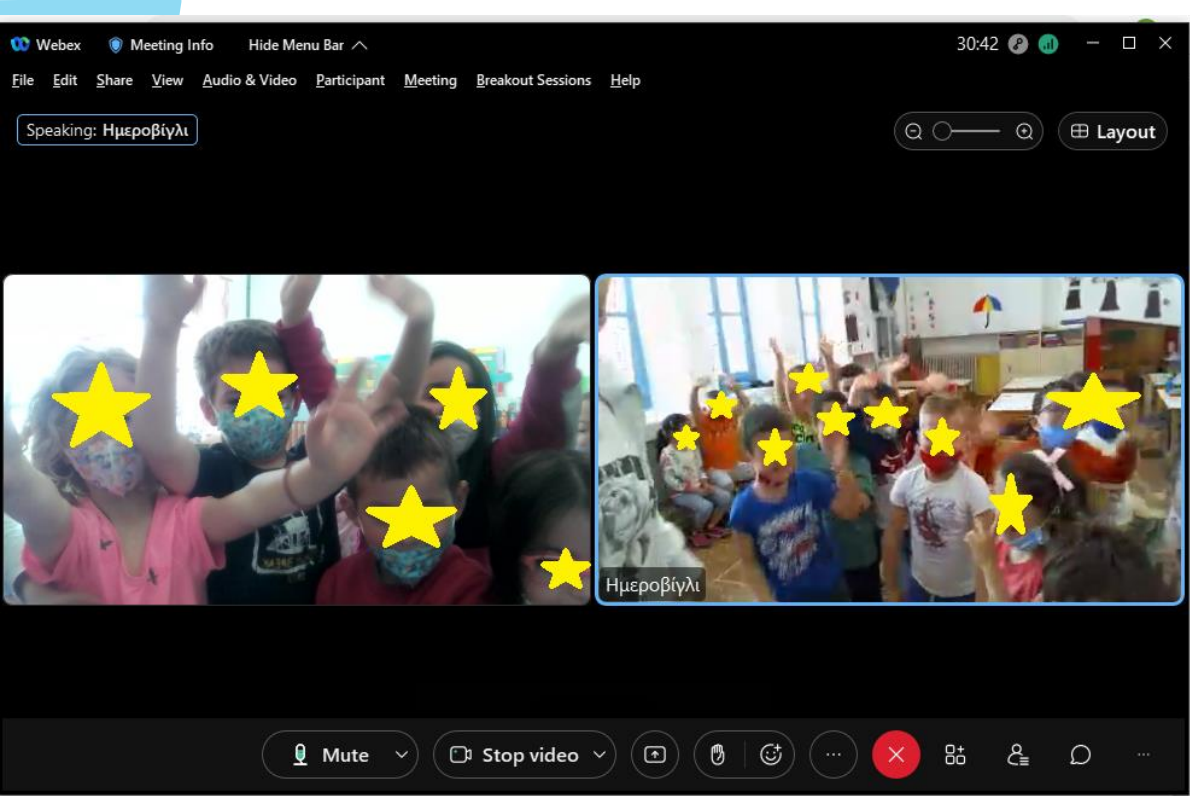 Webex Meeting Info Hide Menu Bar 30:42
File Edit Share View Audio & Video Participant Meeting Breakout Sessions Help
Speaking: Ημεροβίγλι Layout
Ημεροβίγλι
Mute Stop video